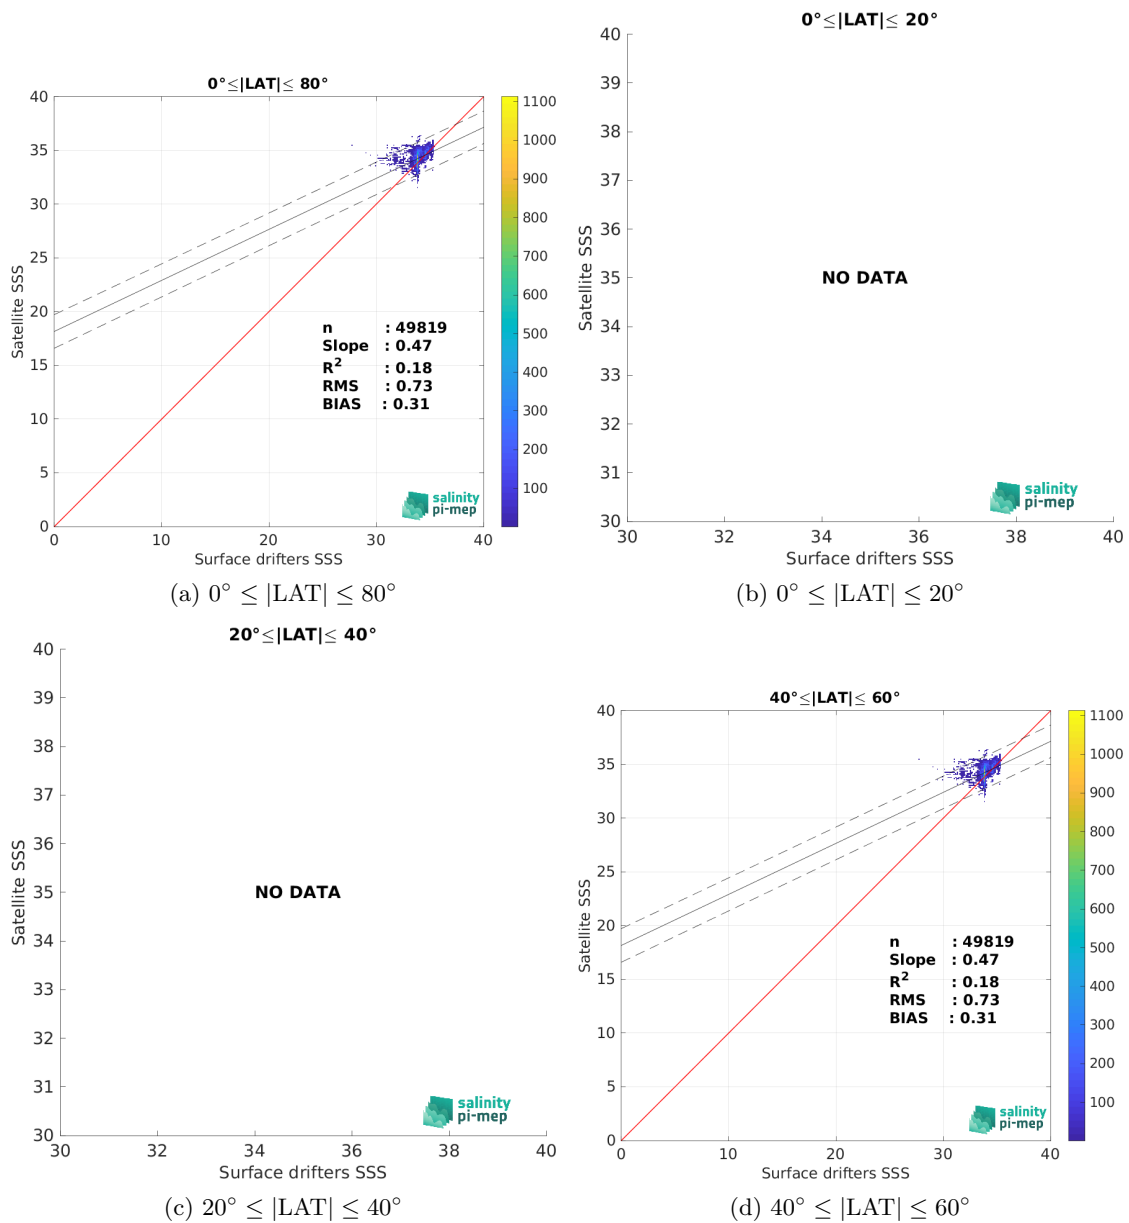 0°≤|LAT|≤ 80°
40
35
30
25
20
15
10
5
0
Satellite SSS
n : 49819
Slope : 0.47
R² : 0.18
RMS : 0.73
BIAS : 0.31
salinity
pi-mep
0 10 20 30 40
Surface drifters SSS
1100
1000
900
800
700
600
500
400
300
200
100
(a) 0° ≤ |LAT| ≤ 80°
0°≤|LAT|≤ 20°
40
39
38
37
36
35
34
33
32
31
30
Satellite SSS
NO DATA
salinity
pi-mep
30 32 34 36 38 40
Surface drifters SSS
(b) 0° ≤ |LAT| ≤ 20°
20°≤|LAT|≤ 40°
40
39
38
37
36
35
34
33
32
31
30
Satellite SSS
NO DATA
salinity
pi-mep
30 32 34 36 38 40
Surface drifters SSS
(c) 20° ≤ |LAT| ≤ 40°
40°≤|LAT|≤ 60°
40
35
30
25
20
15
10
5
0
Satellite SSS
n : 49819
Slope : 0.47
R² : 0.18
RMS : 0.73
BIAS : 0.31
salinity
pi-mep
0 10 20 30 40
Surface drifters SSS
1100
1000
900
800
700
600
500
400
300
200
100
(d) 40° ≤ |LAT| ≤ 60°